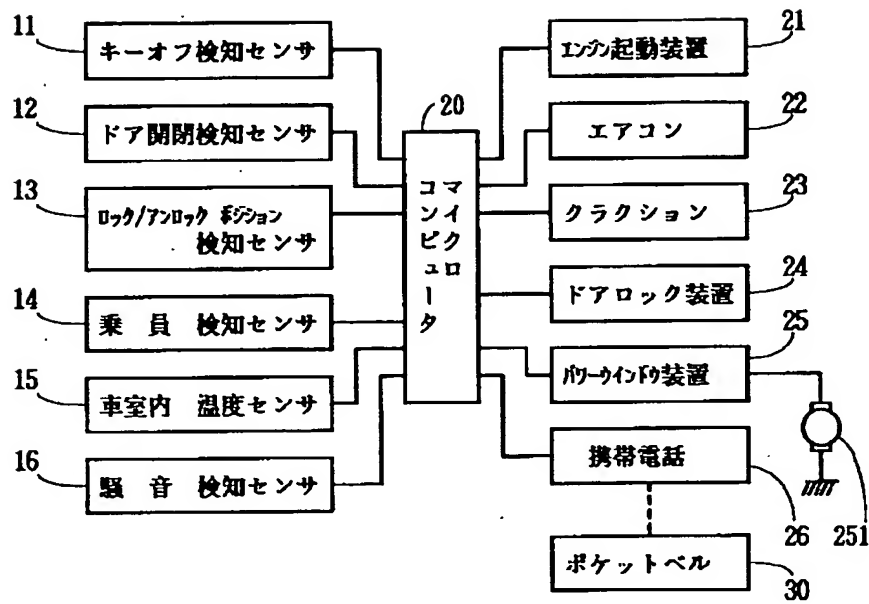 11
キーオフ検知センサ
12
ドア開閉検知センサ
13
ロック/アンロック ポジション
検知センサ
14
乗 員 検知センサ
15
車室内 温度センサ
16
騒 音 検知センサ
20
マイクロ
コンピュータ
21
エンジン起動装置
22
エアコン
23
クラクション
24
ドアロック装置
25
パワーウインドウ装置
251
26
携帯電話
30
ポケットベル